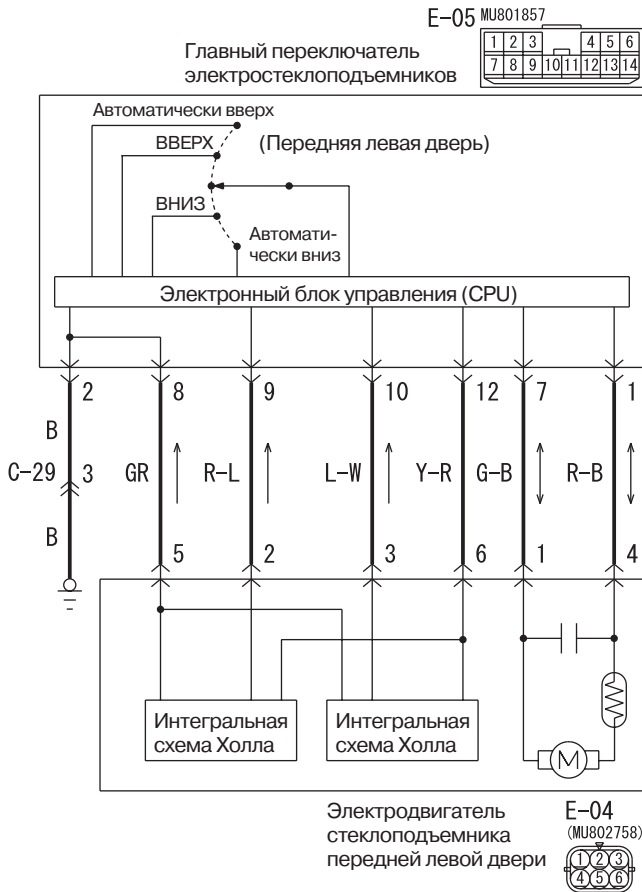 E-05 MU801857
1 2 3 4 5 6
7 8 9 10 11 12 13 14
Главный переключатель
электростеклоподъемников
Автоматически вверх
ВВЕРХ
(Передняя левая дверь)
ВНИЗ
Автомати-
чески вниз
Электронный блок управления (CPU)
2 8 9 10 12 7 1
B
C-29 3 GR R-L L-W Y-R G-B R-B
B
5 2 3 6 1 4
Интегральная
схема Холла
Интегральная
схема Холла
M
Электродвигатель
стеклоподъемника
передней левой двери
E-04
(MU802758)
1 2 3
4 5 6